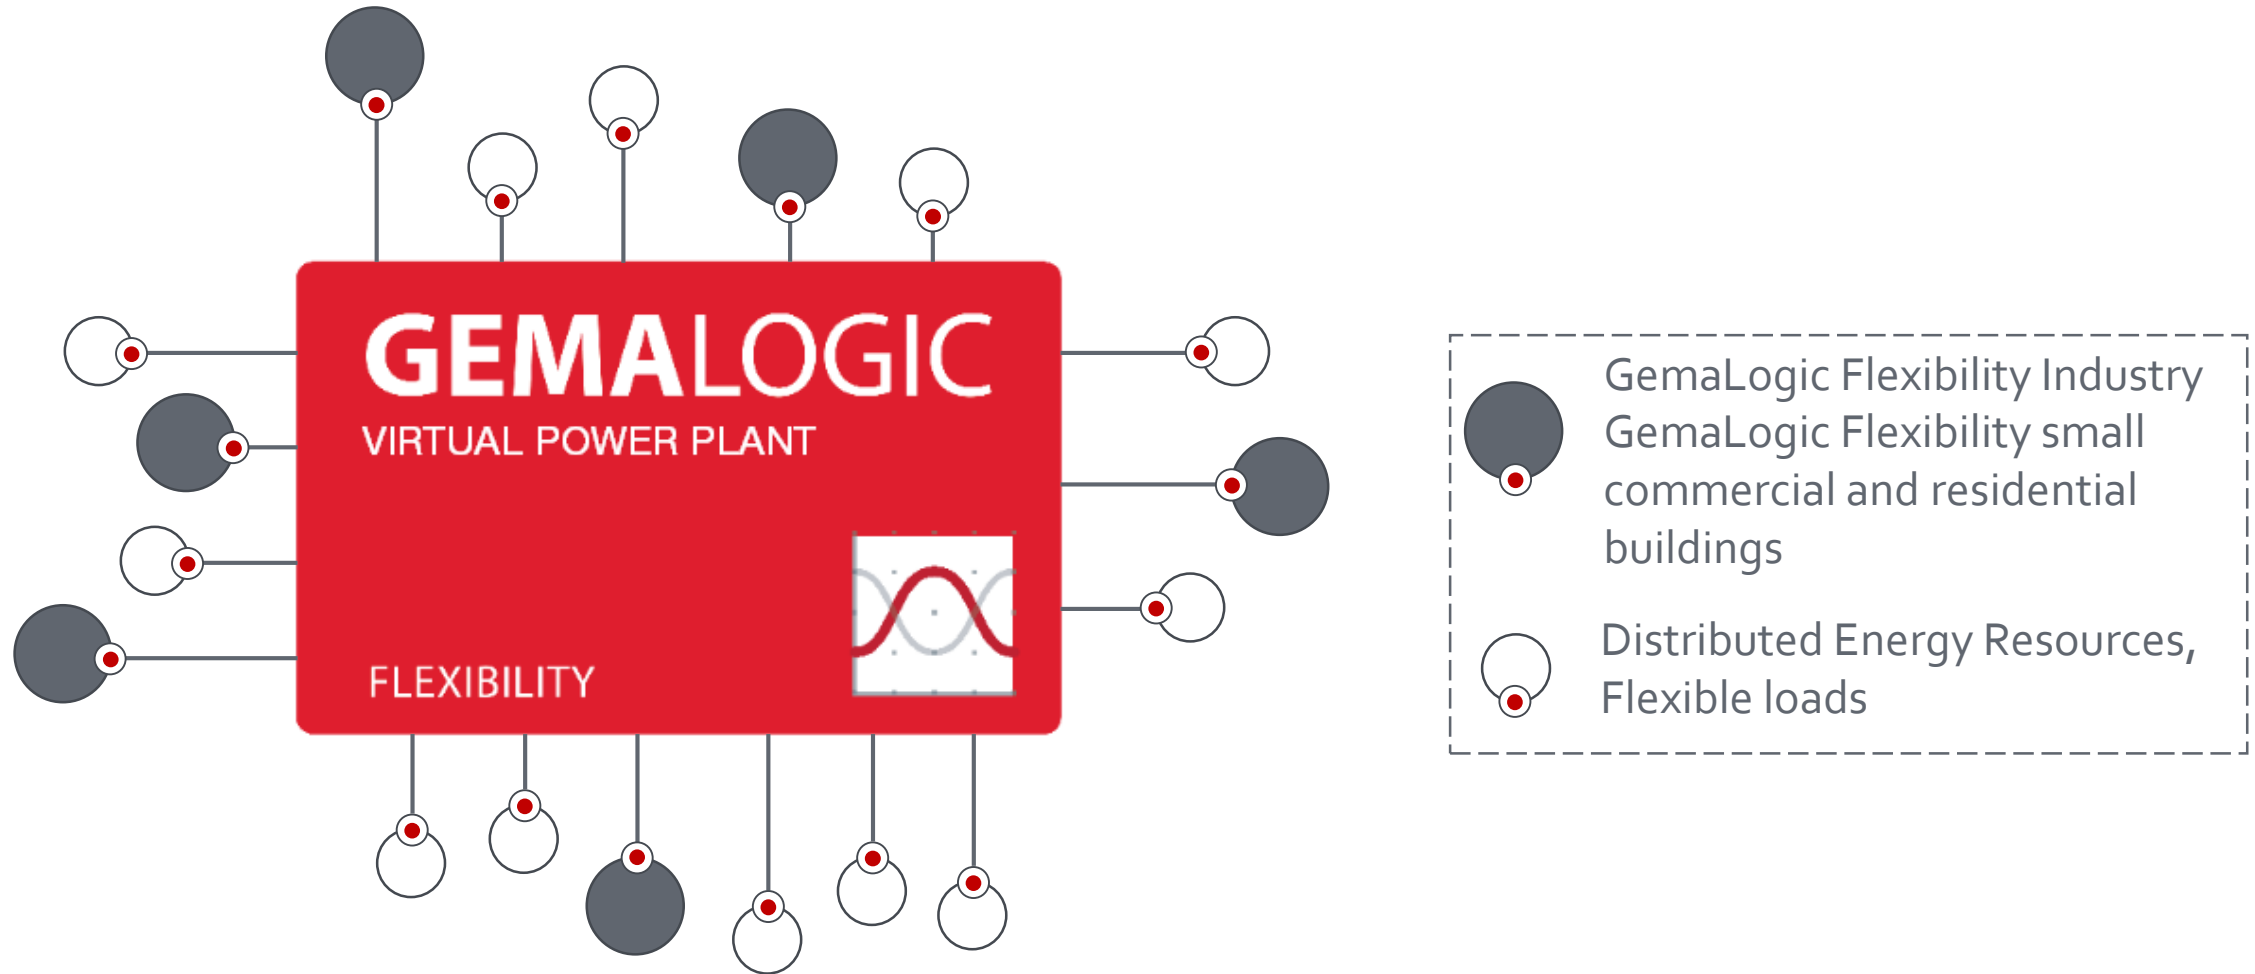 GEMALOGIC
VIRTUAL POWER PLANT
FLEXIBILITY
GemaLogic Flexibility Industry
GemaLogic Flexibility small
commercial and residential
buildings
Distributed Energy Resources,
Flexible loads